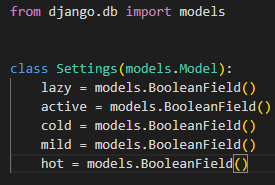 from django.db import models
class Settings(models.Model):
    lazy = models.BooleanField()
    active = models.BooleanField()
    cold = models.BooleanField()
    mild = models.BooleanField()
    hot = models.BooleanField()